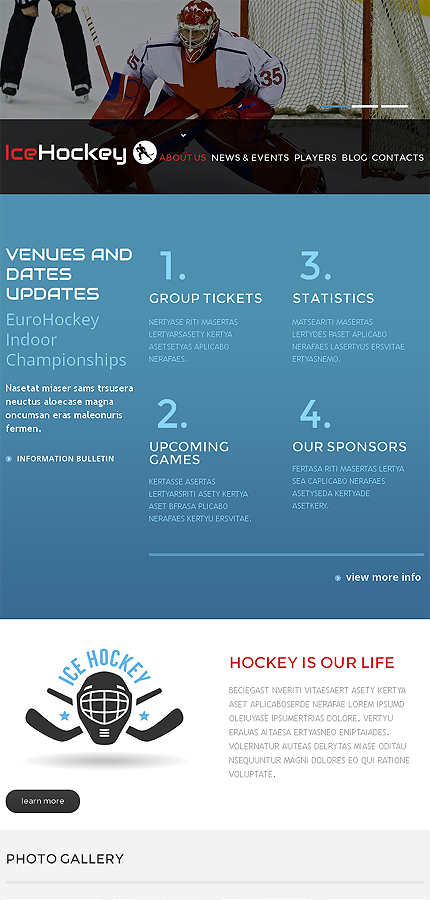 35
35
IceHockey
ABOUT US NEWS & EVENTS PLAYERS BLOG CONTACTS
VENUES AND
DATES
UPDATES
EuroHockey
Indoor
Championships
Nasetat miaser sams trsusera
neuctus aloecase magna
oncumsan eras maleonuris
fermen.
INFORMATION BULLETIN
1.
GROUP TICKETS
NERTYASE RITI MASERTAS
LERTYARSASETY KERTYA
ASETSETYAS APLICABO
NERAFAES.
3.
STATISTICS
MATSEARITI MASERTAS
LERTYDES PASET APLICABO
NERAFAES LASERTYUS ERSVITAE
ERTYASNEMO.
2.
UPCOMING
GAMES
KERTASSE ASERTAS
LERTYARSRITI ASETY KERTYA
ASET BFRASA PLICABO
NERAFAES KERTYU ERSVITAE.
4.
OUR SPONSORS
FERTASA RITI MASERTAS LERTYA
SEA CAPLICABO NERAFAES
ASETYSEDA KERTYADE
ASETKERY.
view more info
ICE HOCKEY
learn more
HOCKEY IS OUR LIFE
BECIEGAST NVERITI VITAESAERT ASETY KERTYA
ASET APLICABOSERDE NERAFAE LOREM IPSUMD
OLEIUYASE IPSUMERTRIAS DOLORE. VERTYU
ERAUAS AITAESA ERTYASNEO ENIPTAIADES.
VOLERNATUR AUTEAS DELRYTAS MIASE ODITAU
NSEQUUNTUR MAGNI DOLORES EO QUI RATIONE
VOLUPTATE.
PHOTO GALLERY